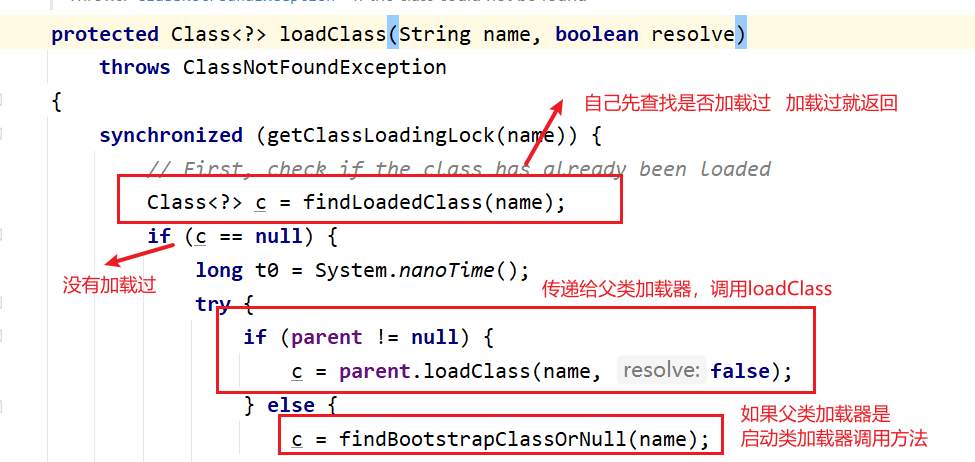 protected Class<?> loadClass(String name, boolean resolve)
throws ClassNotFoundException
{
自己先查找是否加载过 加载过就返回
synchronized (getClassLoadingLock(name)) {
// First, check if the class has already been loaded
Class<?> c = findLoadedClass(name);
if (c == null) {
没有加载过
long t0 = System.nanoTime();
传递给父类加载器，调用loadClass
try {
if (parent != null) {
c = parent.loadClass(name, resolve: false);
} else {
如果父类加载器是
启动类加载器调用方法
c = findBootstrapClassOrNull(name);